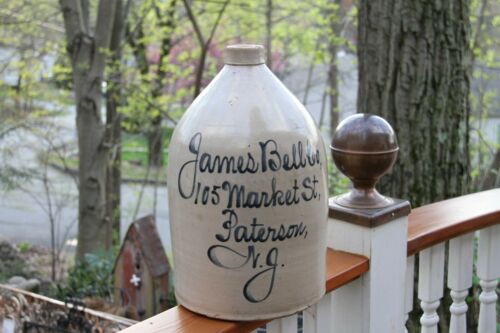 James Bell Co,
105 Market St,
Paterson,
N.J.